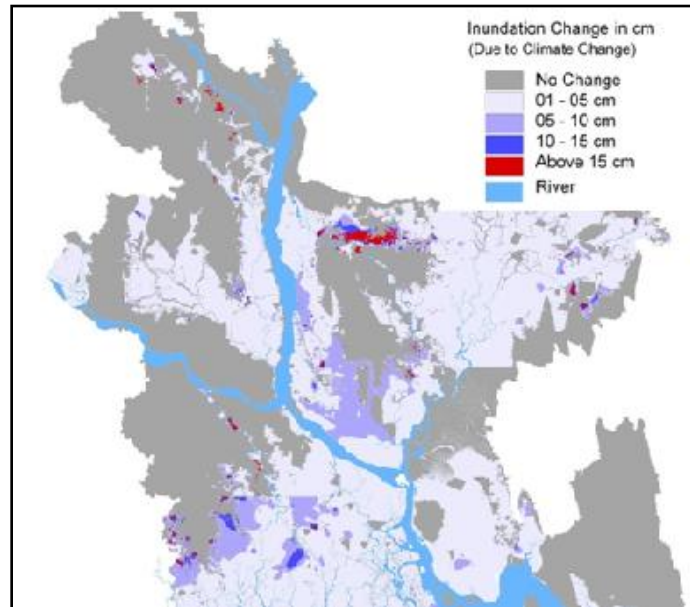 Inundation Change in cm
(Due to Climate Change)
No Change
01 - 05 cm
05 - 10 cm
10 - 15 cm
Above 15 cm
River